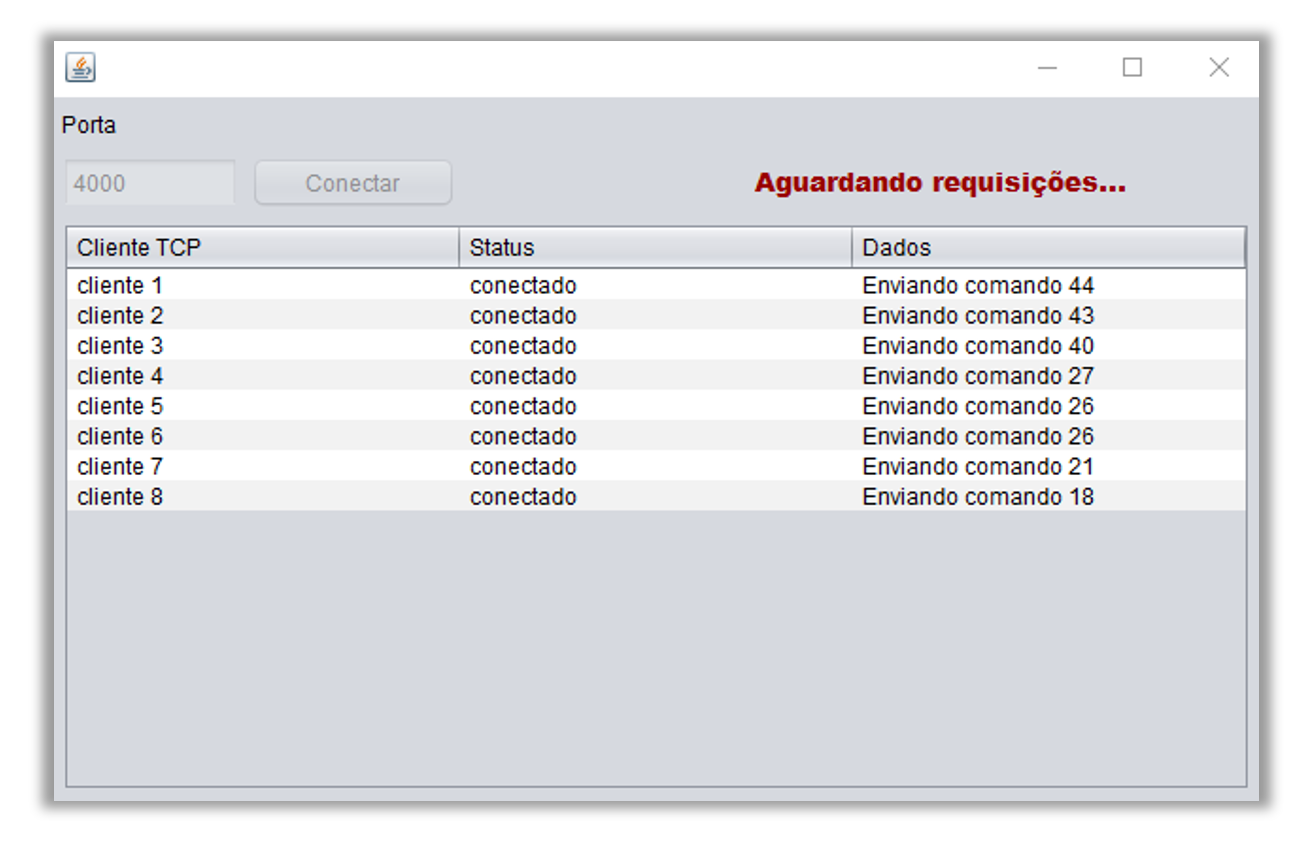 Porta
4000 Conectar Aguardando requisições...
Cliente TCP Status Dados
cliente 1 conectado Enviando comando 44
cliente 2 conectado Enviando comando 43
cliente 3 conectado Enviando comando 40
cliente 4 conectado Enviando comando 27
cliente 5 conectado Enviando comando 26
cliente 6 conectado Enviando comando 26
cliente 7 conectado Enviando comando 21
cliente 8 conectado Enviando comando 18